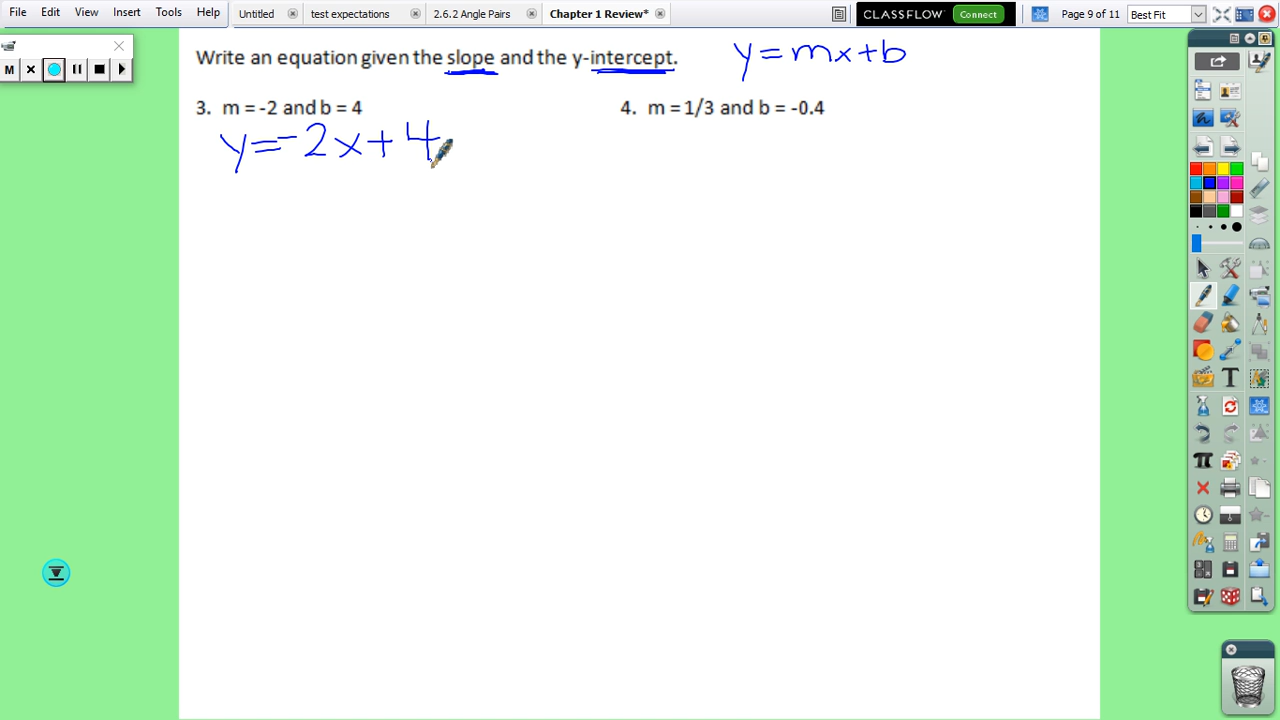 File Edit View Insert Tools Help Untitled test expectations 2.6.2 Angle Pairs Chapter 1 Review* CLASSFLOW Connect Page 9 of 11 Best Fit
M
Write an equation given the slope and the y-intercept. y=mx+b
3. m = -2 and b = 4 4. m = 1/3 and b = -0.4
y=-2x+4
T